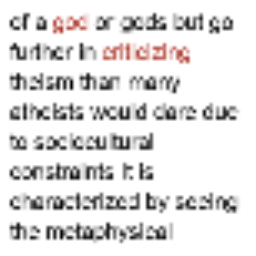 of a god or gods but go
further in criticizing
theism than many
atheists would dare due
to sociocultural
constraints It is
characterized by seeing
the metaphysical